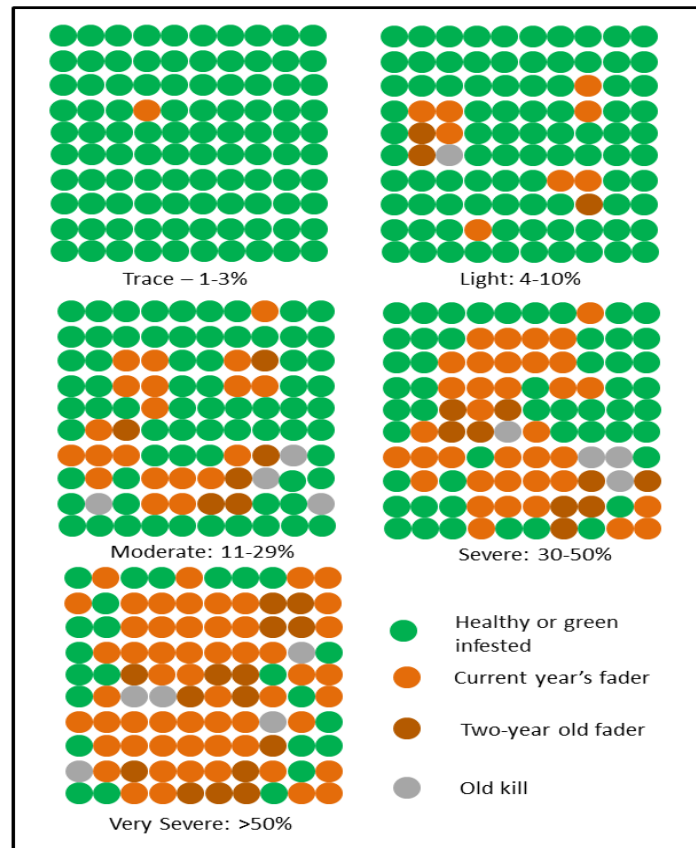 Trace – 1-3%
Light: 4-10%
Moderate: 11-29%
Severe: 30-50%
Healthy or green
infested
Current year's fader
Two-year old fader
Old kill
Very Severe: >50%